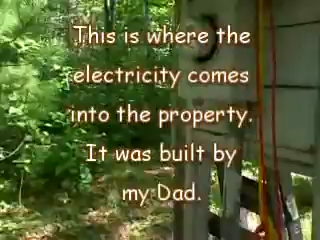 This is where the
electricity comes
into the property.
It was built by
my Dad.